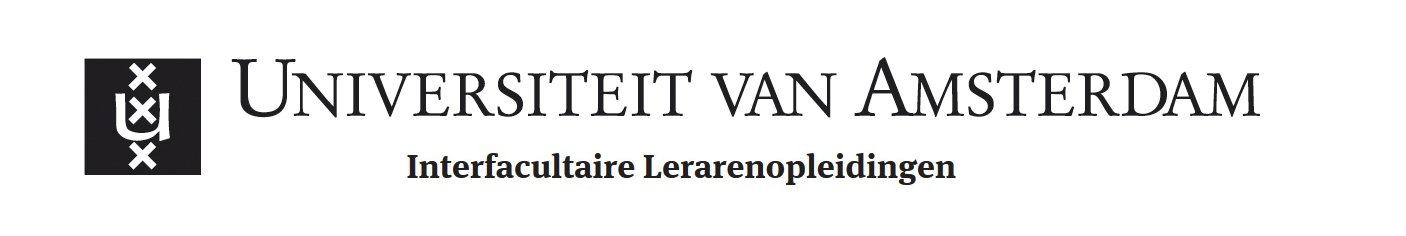 UNIVERSITEIT VAN AMSTERDAM
Interfacultaire Lerarenopleidingen